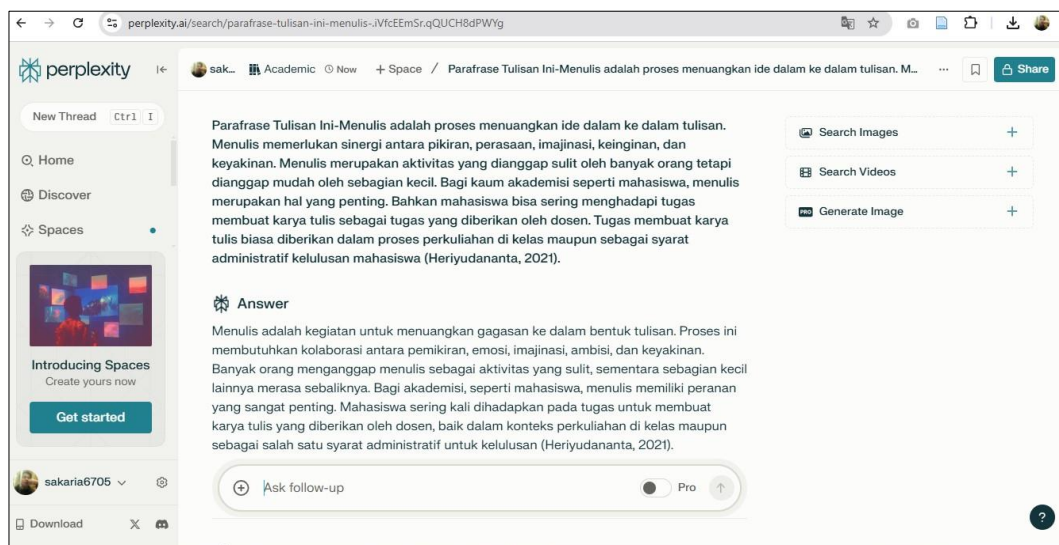 perplexity.ai/search/parafrase-tulisan-ini-menulis-.iVfcEEmSr.qQUCH8dPWYg
perplexity
sak... Academic Now + Space / Parafrase Tulisan Ini-Menulis adalah proses menuangkan ide dalam ke dalam tulisan. M... ... Share
New Thread Ctrl I
Home
Discover
Spaces
Introducing Spaces
Create yours now
Get started
sakaria6705
Download
Parafrase Tulisan Ini-Menulis adalah proses menuangkan ide dalam ke dalam tulisan.
Menulis memerlukan sinergi antara pikiran, perasaan, imajinasi, keinginan, dan
keyakinan. Menulis merupakan aktivitas yang dianggap sulit oleh banyak orang tetapi
dianggap mudah oleh sebagian kecil. Bagi kaum akademisi seperti mahasiswa, menulis
merupakan hal yang penting. Bahkan mahasiswa bisa sering menghadapi tugas
membuat karya tulis sebagai tugas yang diberikan oleh dosen. Tugas membuat karya
tulis biasa diberikan dalam proses perkuliahan di kelas maupun sebagai syarat
administratif kelulusan mahasiswa (Heriyudananta, 2021).
Answer
Menulis adalah kegiatan untuk menuangkan gagasan ke dalam bentuk tulisan. Proses ini
membutuhkan kolaborasi antara pemikiran, emosi, imajinasi, ambisi, dan keyakinan.
Banyak orang menganggap menulis sebagai aktivitas yang sulit, sementara sebagian kecil
lainnya merasa sebaliknya. Bagi akademisi, seperti mahasiswa, menulis memiliki peranan
yang sangat penting. Mahasiswa sering kali dihadapkan pada tugas untuk membuat
karya tulis yang diberikan oleh dosen, baik dalam konteks perkuliahan di kelas maupun
sebagai salah satu syarat administratif untuk kelulusan (Heriyudananta, 2021).
Ask follow-up
Pro
Search Images +
Search Videos +
PRO Generate Image +
?